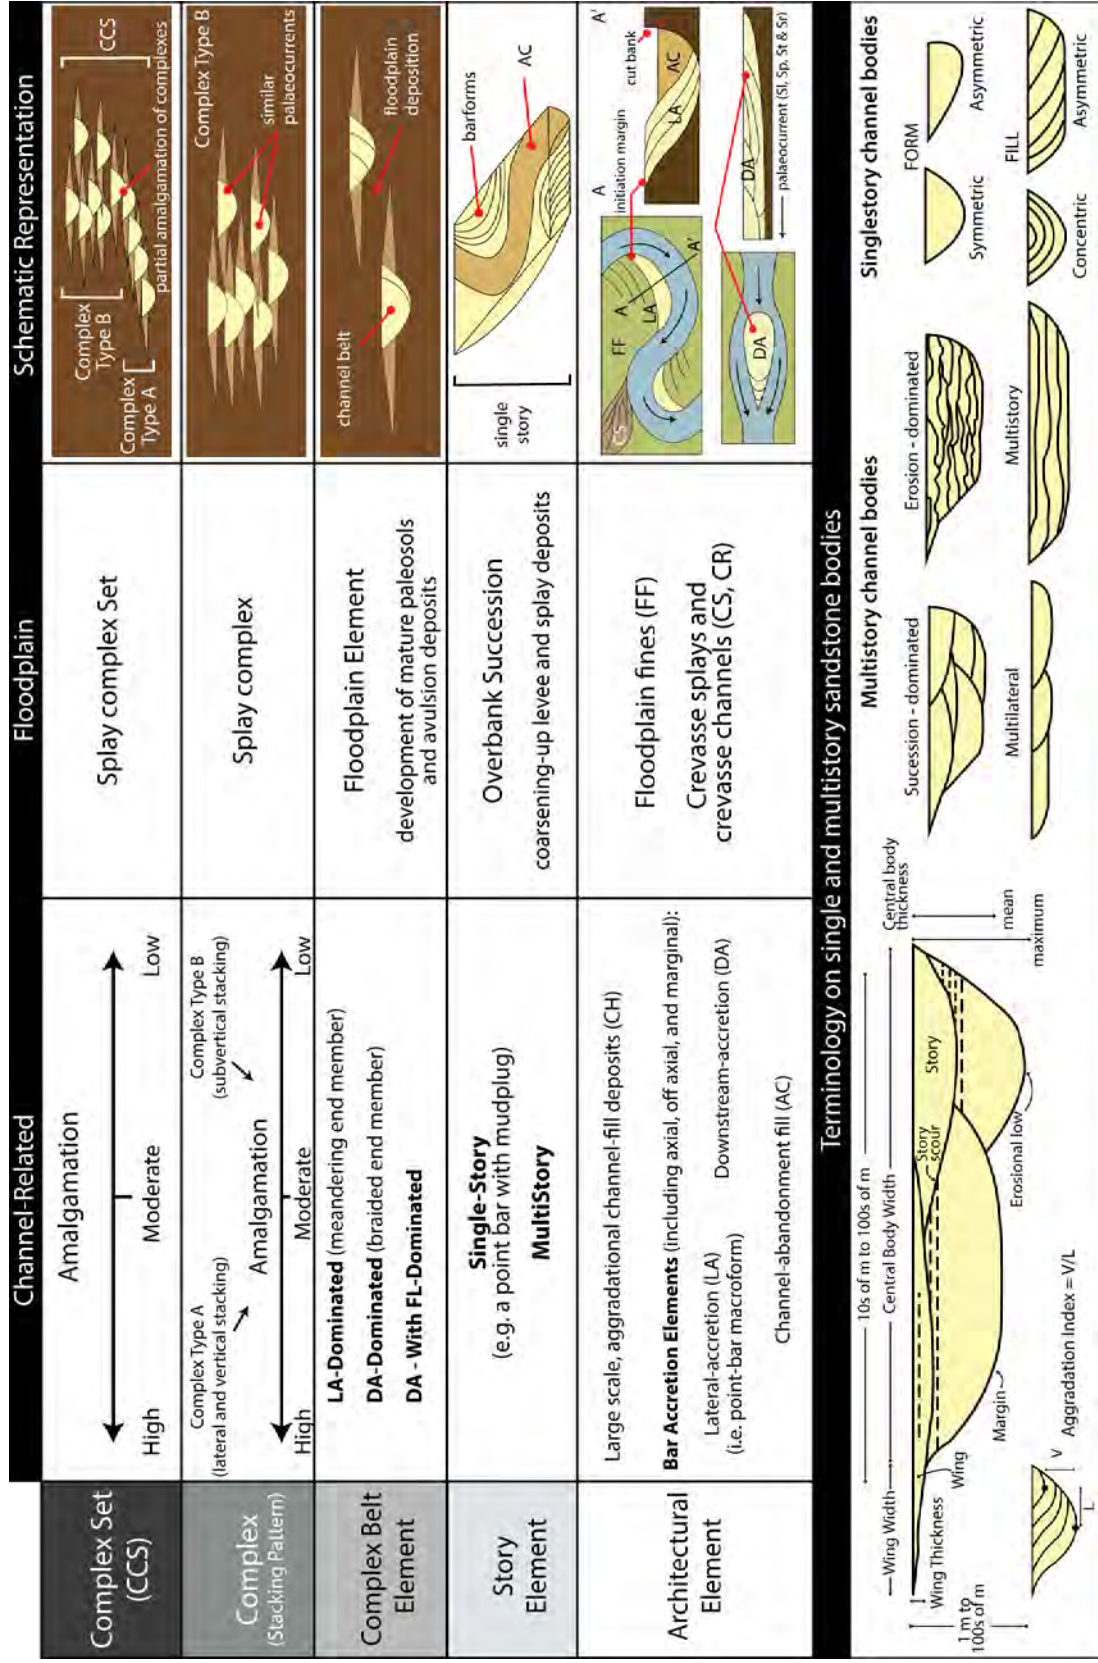 Channel-Related
Floodplain
Schematic Representation
Complex Set
(CCS)
Amalgamation
High
Moderate
Low
Splay complex Set
Complex
Type A
Complex
Type B
CCS
partial amalgamation of complexes
Complex
(Stacking Pattern)
Complex Type A
(lateral and vertical stacking)
Complex Type B
(subvertical stacking)
Amalgamation
High
Moderate
Low
Splay complex
Complex Type B
similar
palaeocurrents
Complex Belt
Element
LA-Dominated (meandering end member)
DA-Dominated (braided end member)
DA - With FL-Dominated
Floodplain Element
development of mature paleosols
and avulsion deposits
channel belt
floodplain
deposition
Story
Element
Single-Story
(e.g. a point bar with mudplug)
MultiStory
Overbank Succession
coarsening-up levee and splay deposits
single
story
barforms
AC
Architectural
Element
Large scale, aggradational channel-fill deposits (CH)
Bar Accretion Elements (including axial, off axial, and marginal):
Lateral-accretion (LA)
(i.e. point-bar macroform)
Downstream-accretion (DA)
Channel-abandonment fill (AC)
Floodplain fines (FF)
Crevasse splays and
crevasse channels (CS, CR)
CS
FF
LA
A
A'
initiation margin
A
A'
cut bank
LA
AC
DA
DA
palaeocurrent (Sl, Sp, St & Sr)
Terminology on single and multistory sandstone bodies
1 m to
100s of m
Wing Width
Wing Thickness
Wing
10s of m to 100s of m
Central Body Width
Story
scour
Story
Margin
Erosional low
Central body
thickness
mean
maximum
V
L
Aggradation Index = V/L
Multistory channel bodies
Sucession - dominated
Erosion - dominated
Multilateral
Multistory
Singlestory channel bodies
FORM
Symmetric
Asymmetric
FILL
Concentric
Asymmetric